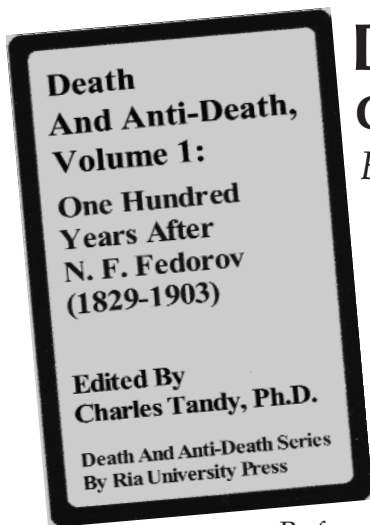 Death
And Anti-Death,
Volume 1:
One Hundred
Years After
N. F. Fedorov
(1829-1903)
Edited By
Charles Tandy, Ph.D.
Death And Anti-Death Series
By Ria University Press